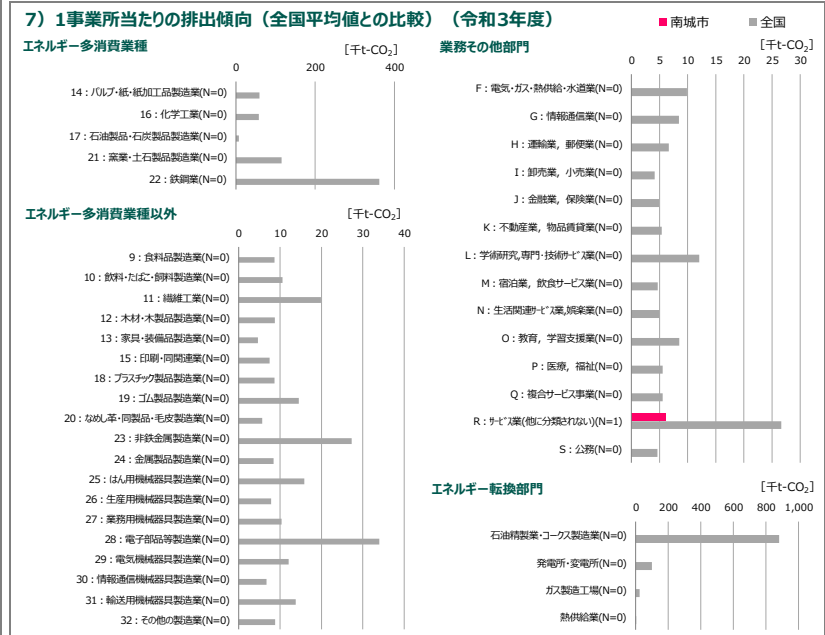 7）1事業所当たりの排出傾向（全国平均値との比較）（令和3年度）
■南城市 ■全国
エネルギー多消費業種
［千t-CO₂］
0 200 400
14：パルプ・紙・紙加工品製造業(N=0)
16：化学工業(N=0)
17：石油製品・石炭製品製造業(N=0)
21：窯業・土石製品製造業(N=0)
22：鉄鋼業(N=0)
エネルギー多消費業種以外
［千t-CO₂］
0 10 20 30 40
9：食料品製造業(N=0)
10：飲料・たばこ・飼料製造業(N=0)
11：繊維工業(N=0)
12：木材・木製品製造業(N=0)
13：家具・装備品製造業(N=0)
15：印刷・同関連業(N=0)
18：プラスチック製品製造業(N=0)
19：ゴム製品製造業(N=0)
20：なめし革・同製品・毛皮製造業(N=0)
23：非鉄金属製造業(N=0)
24：金属製品製造業(N=0)
25：はん用機械器具製造業(N=0)
26：生産用機械器具製造業(N=0)
27：業務用機械器具製造業(N=0)
28：電子部品等製造業(N=0)
29：電気機械器具製造業(N=0)
30：情報通信機械器具製造業(N=0)
31：輸送用機械器具製造業(N=0)
32：その他の製造業(N=0)
業務その他部門
［千t-CO₂］
0 5 10 15 20 25 30
F：電気・ガス・熱供給・水道業(N=0)
G：情報通信業(N=0)
H：運輸業，郵便業(N=0)
I：卸売業，小売業(N=0)
J：金融業，保険業(N=0)
K：不動産業，物品賃貸業(N=0)
L：学術研究,専門・技術ｻｰﾋﾞｽ業(N=0)
M：宿泊業，飲食サービス業(N=0)
N：生活関連ｻｰﾋﾞｽ業,娯楽業(N=0)
O：教育，学習支援業(N=0)
P：医療，福祉(N=0)
Q：複合サービス事業(N=0)
R：ｻｰﾋﾞｽ業(他に分類されない)(N=1)
S：公務(N=0)
エネルギー転換部門
［千t-CO₂］
0 200 400 600 800 1,000
石油精製業・コークス製造業(N=0)
発電所・変電所(N=0)
ガス製造工場(N=0)
熱供給業(N=0)